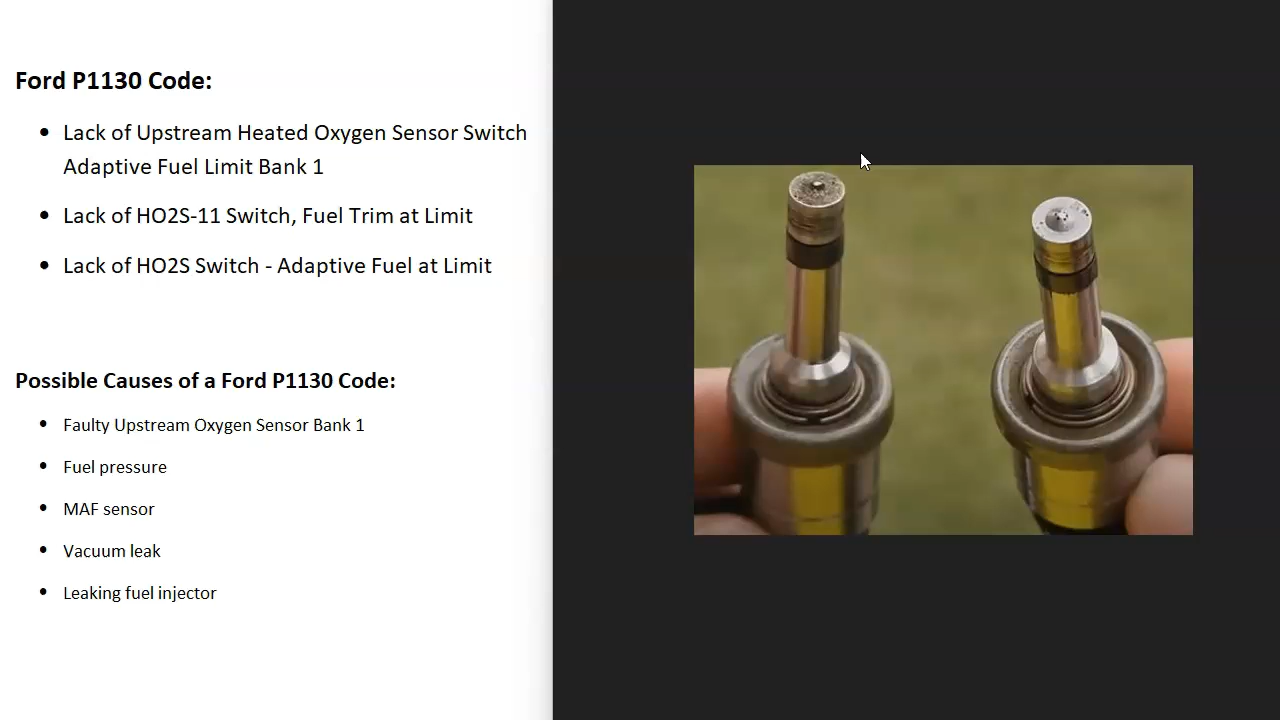 Ford P1130 Code:
Lack of Upstream Heated Oxygen Sensor Switch
Adaptive Fuel Limit Bank 1
Lack of HO2S-11 Switch, Fuel Trim at Limit
Lack of HO2S Switch - Adaptive Fuel at Limit
Possible Causes of a Ford P1130 Code:
Faulty Upstream Oxygen Sensor Bank 1
Fuel pressure
MAF sensor
Vacuum leak
Leaking fuel injector